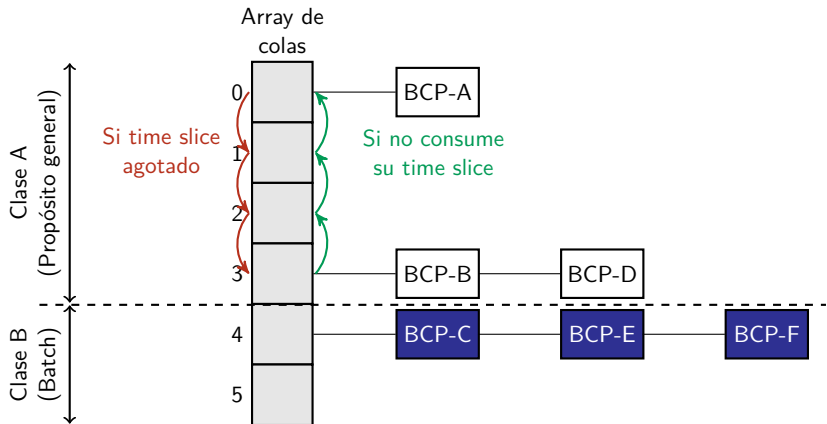 Array de
colas
Clase A
(Propósito general)
Si time slice
agotado
Si no consume
su time slice
0
BCP-A
1
2
3
BCP-B
BCP-D
Clase B
(Batch)
4
BCP-C
BCP-E
BCP-F
5